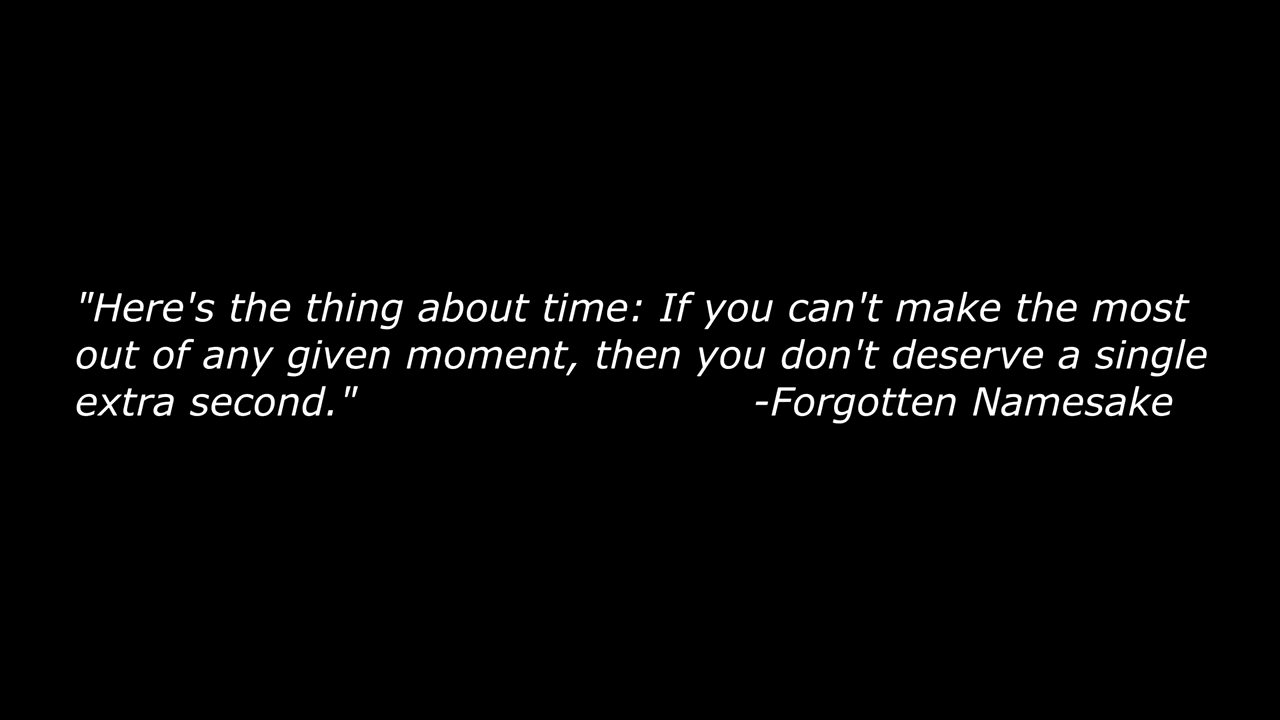 "Here's the thing about time: If you can't make the most
out of any given moment, then you don't deserve a single
extra second." -Forgotten Namesake